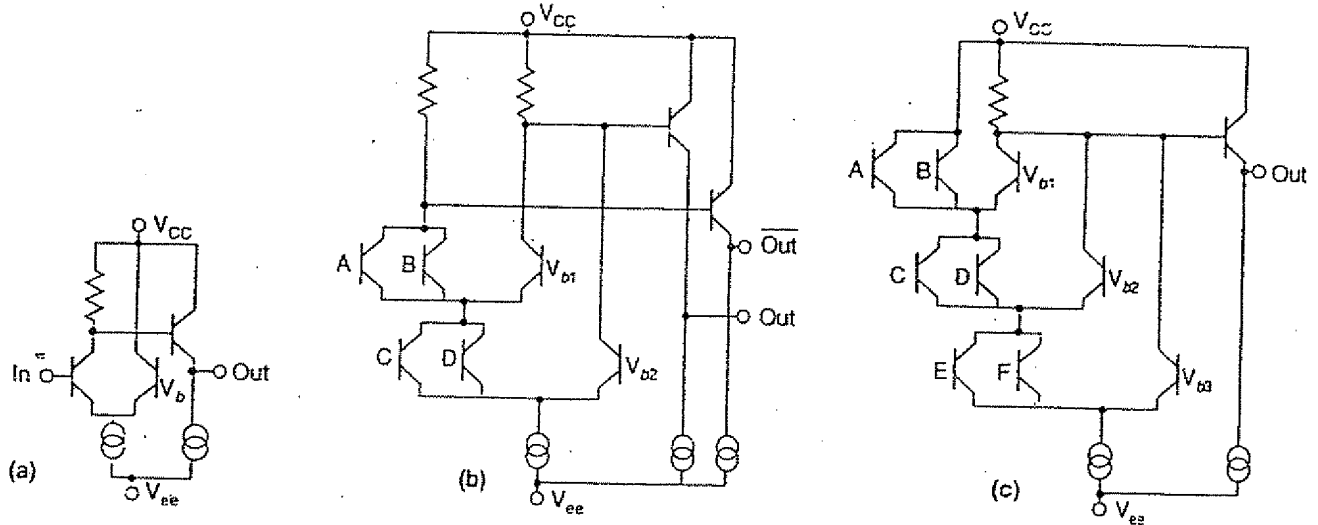 V_CC
In
V_b
Out
V_ee
(a)
V_CC
A
B
V_b1
C
D
V_b2
Out
Out
V_ee
(b)
V_CC
A
B
V_b1
C
D
V_b2
E
F
V_b3
Out
V_ee
(c)